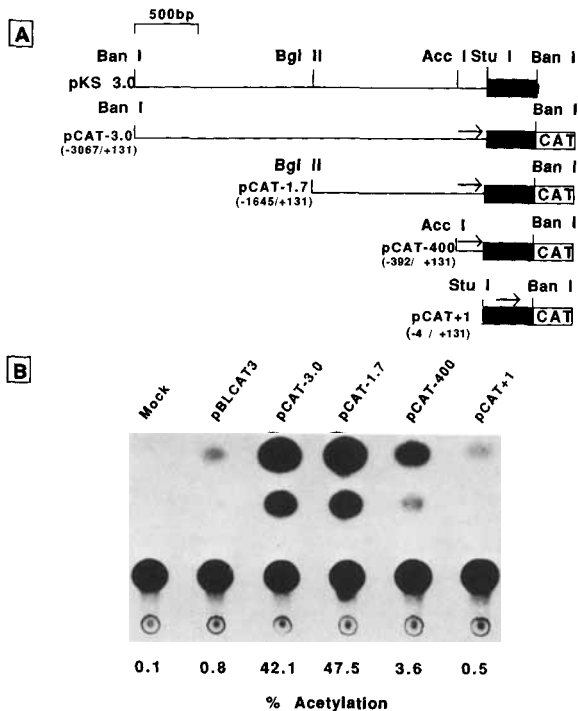 A
500bp
Ban I Bgl II Acc I Stu I Ban I
pKS 3.0
Ban I Ban I
pCAT-3.0 CAT
(-3067/+131)
Bgl II Ban I
pCAT-1.7 CAT
(-1645/+131)
Acc I Ban I
pCAT-400 CAT
(-392/ +131)
Stu I Ban I
pCAT+1 CAT
(-4 / +131)
B
Mock pBLCAT3 pCAT-3.0 pCAT-1.7 pCAT-400 pCAT+1
0.1 0.8 42.1 47.5 3.6 0.5
% Acetylation